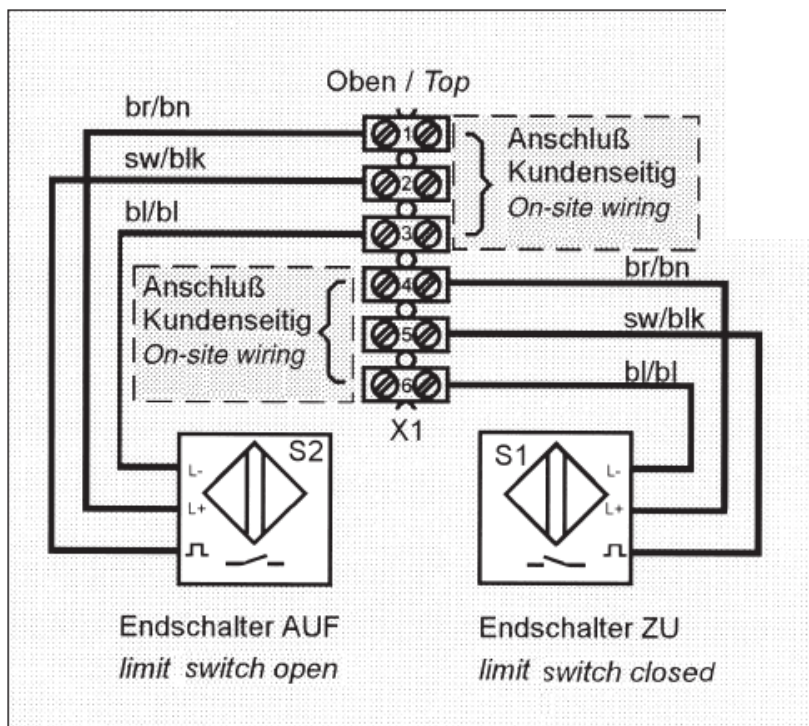 Oben / Top
br/bn
sw/blk
bl/bl
1
2
3
4
5
6
Anschluß
Kundenseitig
On-site wiring
Anschluß
Kundenseitig
On-site wiring
br/bn
sw/blk
bl/bl
X1
S2
L-
L+
S1
L-
L+
Endschalter AUF
limit switch open
Endschalter ZU
limit switch closed